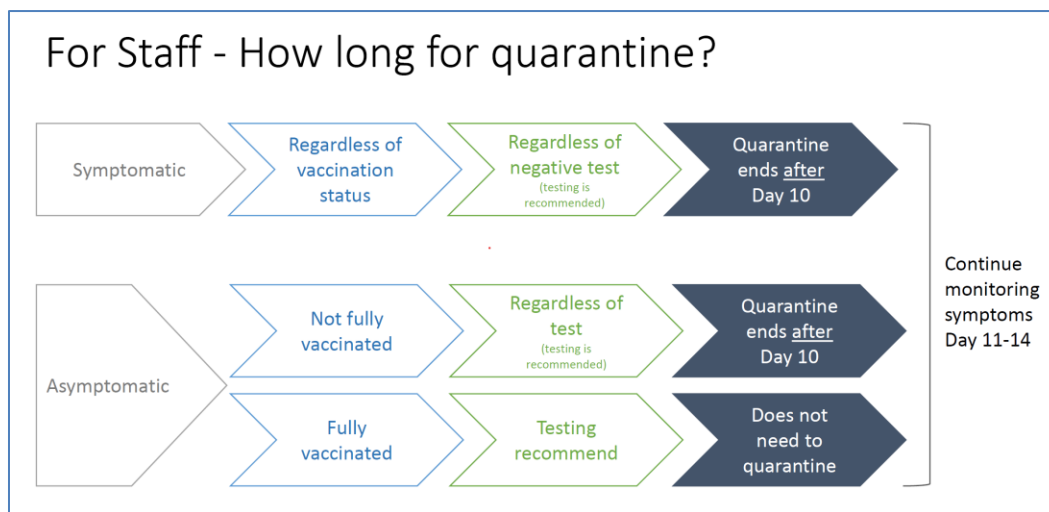 For Staff - How long for quarantine?
Symptomatic
Regardless of
vaccination
status
Regardless of
negative test
(testing is
recommended)
Quarantine
ends after
Day 10
Asymptomatic
Not fully
vaccinated
Regardless of
test
(testing is
recommended)
Quarantine
ends after
Day 10
Fully
vaccinated
Testing
recommend
Does not
need to
quarantine
Continue
monitoring
symptoms
Day 11-14